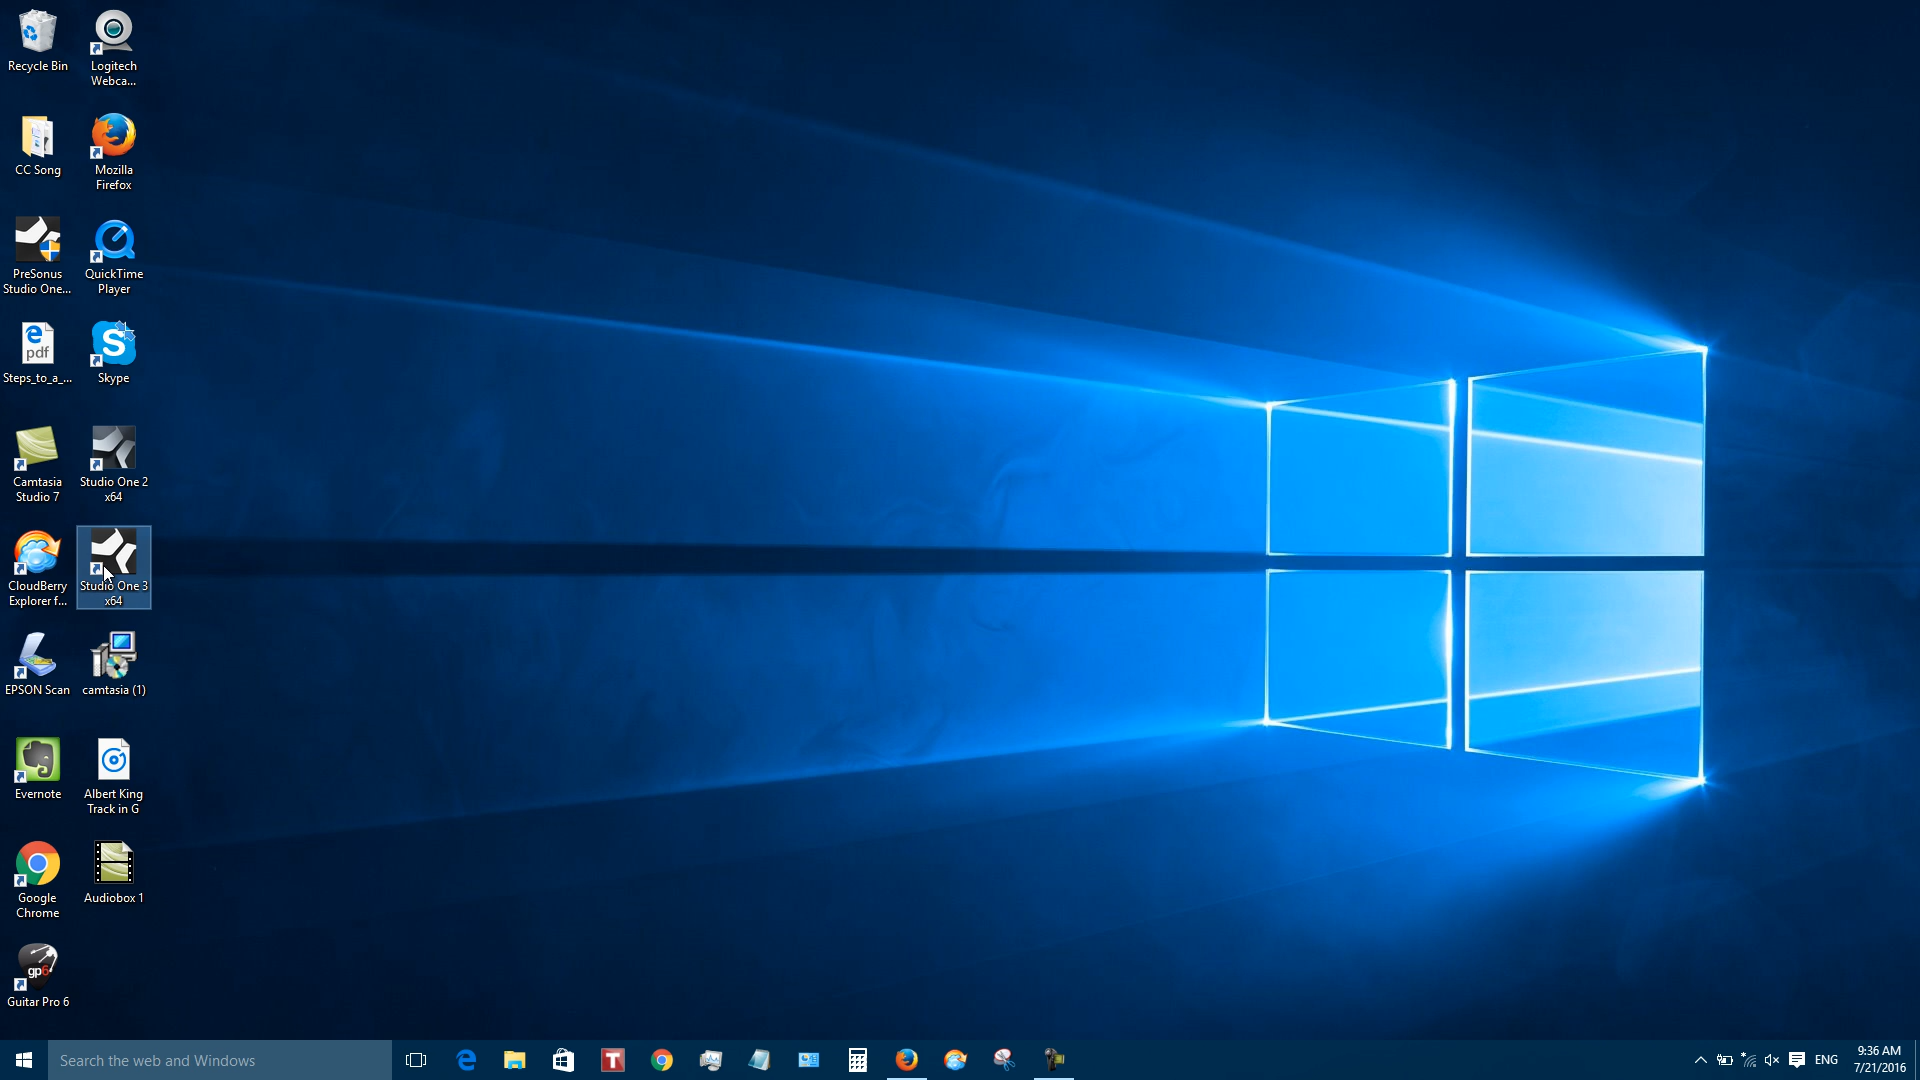 Recycle Bin
Logitech
Webca...
CC Song
Mozilla
Firefox
PreSonus
Studio One...
QuickTime
Player
pdf
Steps_to_a_...
S
Skype
Camtasia
Studio 7
Studio One 2
x64
CloudBerry
Explorer f...
Studio One 3
x64
EPSON Scan
camtasia (1)
Evernote
Albert King
Track in G
Google
Chrome
Audiobox 1
gp6
Guitar Pro 6
Search the web and Windows
T
ENG
9:36 AM
7/21/2016